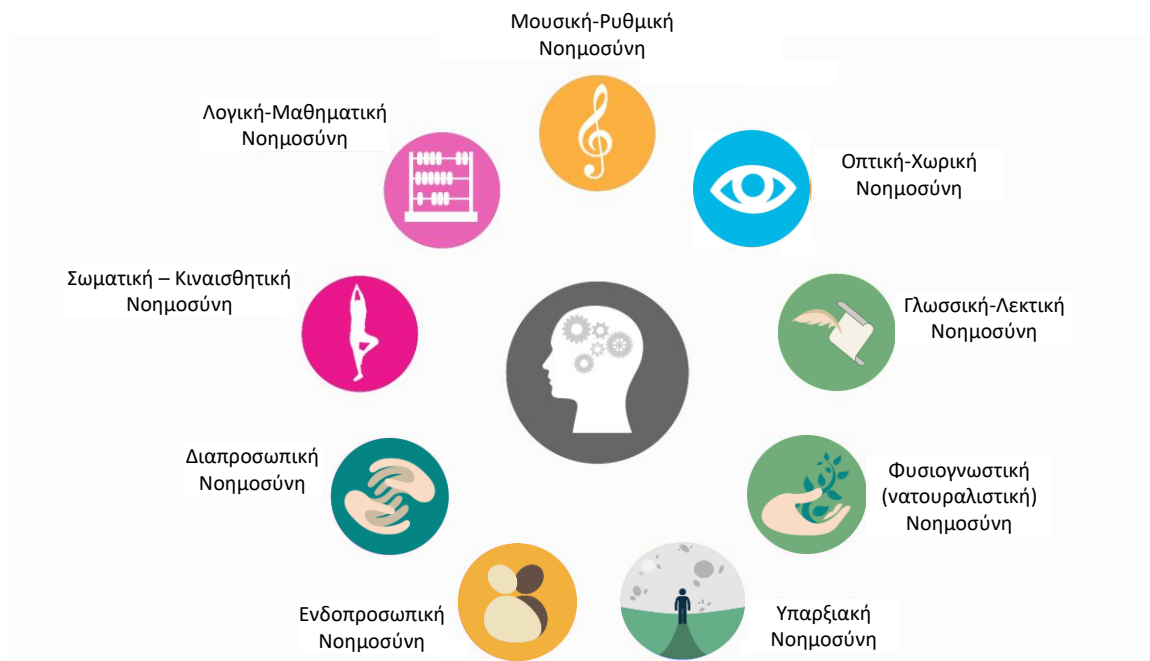 Μουσική-Ρυθμική
Νοημοσύνη
Λογική-Μαθηματική
Νοημοσύνη
Οπτική-Χωρική
Νοημοσύνη
Σωματική – Κιναισθητική
Νοημοσύνη
Γλωσσική-Λεκτική
Νοημοσύνη
Διαπροσωπική
Νοημοσύνη
Φυσιογνωστική
(νατουραλιστική)
Νοημοσύνη
Ενδοπροσωπική
Νοημοσύνη
Υπαρξιακή
Νοημοσύνη